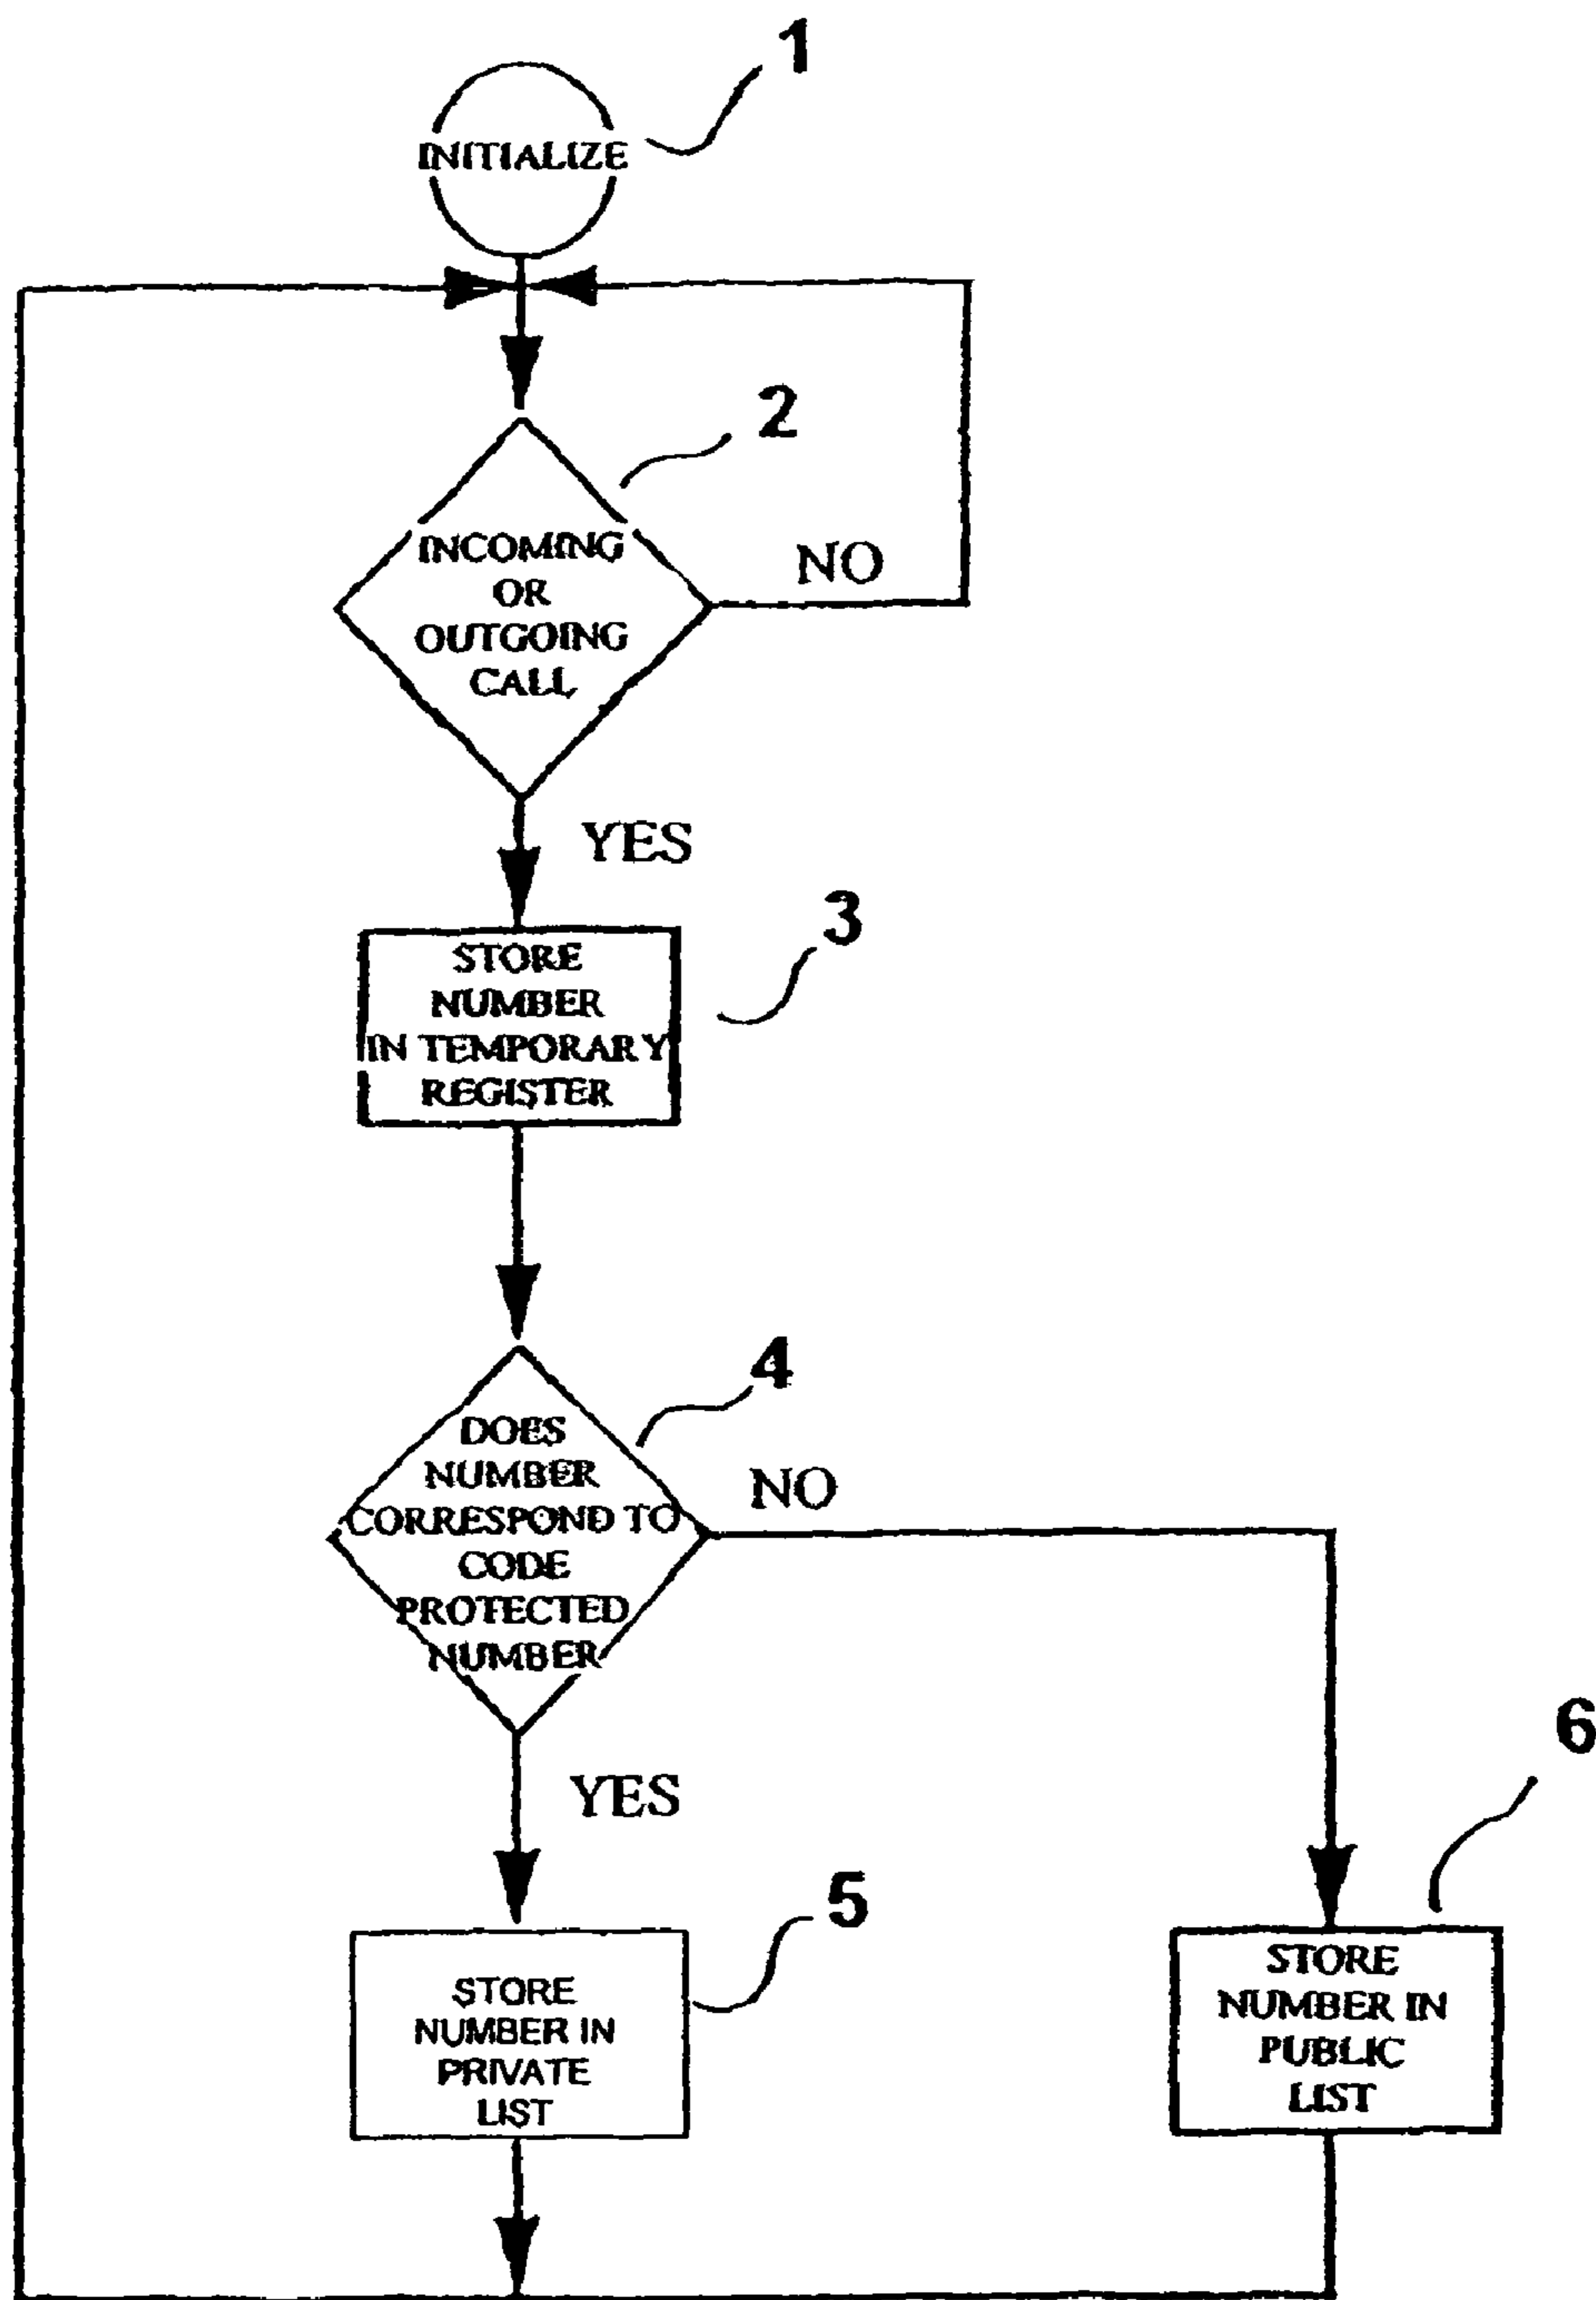 1
INITIALIZE
2
INCOMING
OR
OUTGOING
CALL
NO
YES
3
STORE
NUMBER
IN TEMPORARY
REGISTER
4
DOES
NUMBER
CORRESPOND TO
CODE
PROTECTED
NUMBER
NO
YES
5
STORE
NUMBER IN
PRIVATE
LIST
6
STORE
NUMBER IN
PUBLIC
LIST